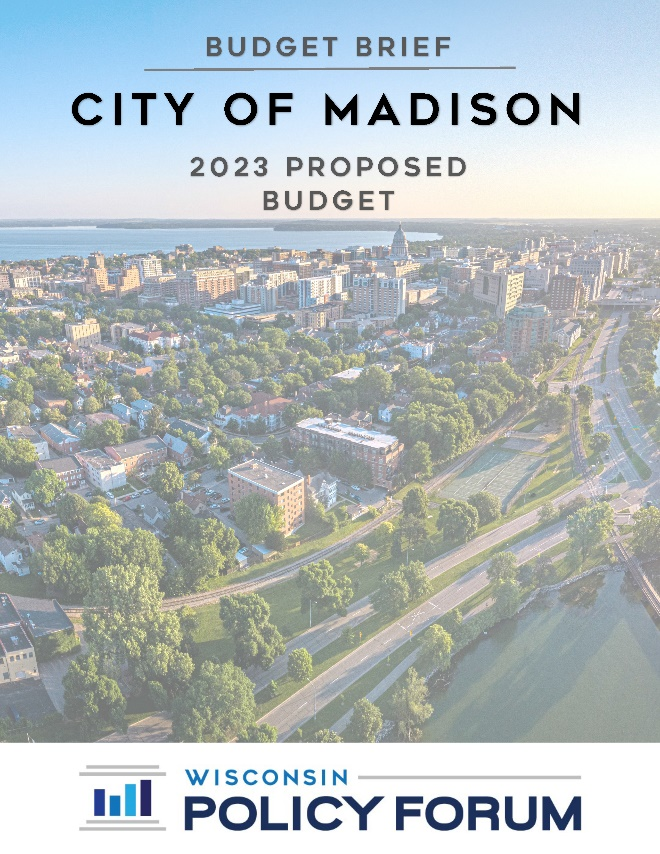 BUDGET BRIEF
CITY OF MADISON
2023 PROPOSED
BUDGET
WISCONSIN
POLICY FORUM